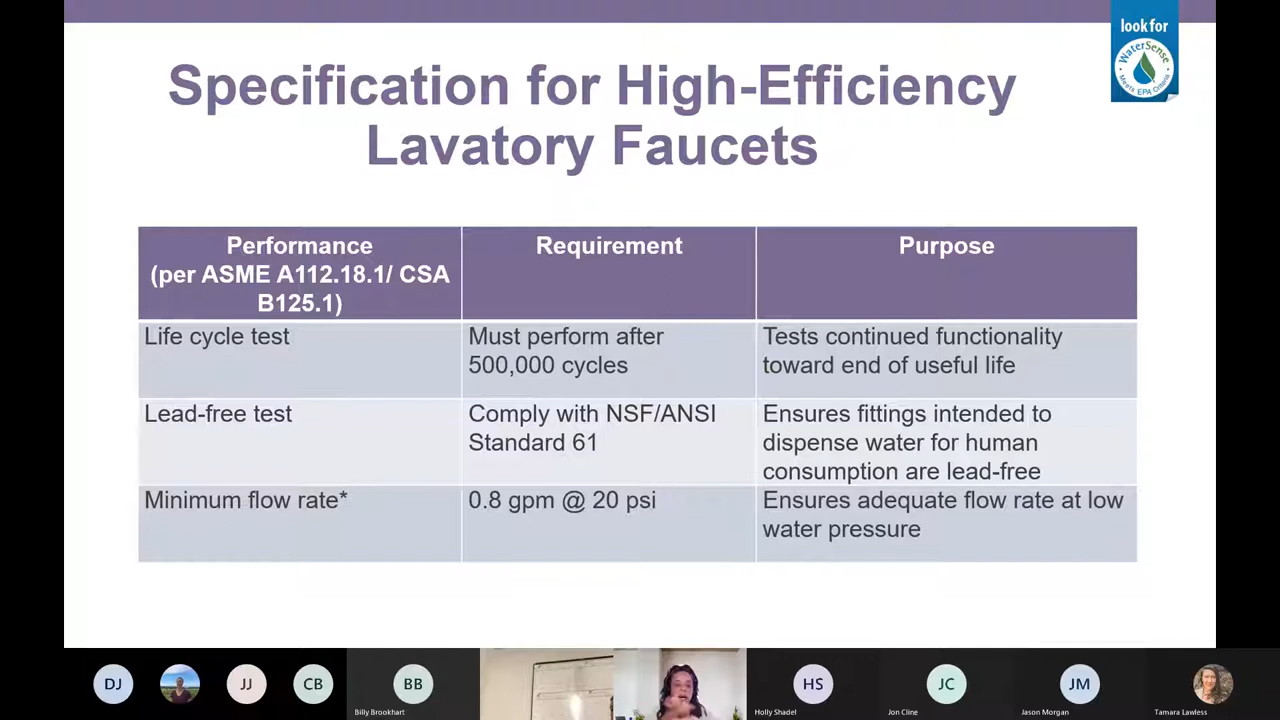 look for
WaterSense
Meets EPA Criteria
Specification for High-Efficiency
Lavatory Faucets
Performance
(per ASME A112.18.1/ CSA
B125.1)
Requirement
Purpose
Life cycle test
Must perform after
500,000 cycles
Tests continued functionality
toward end of useful life
Lead-free test
Comply with NSF/ANSI
Standard 61
Ensures fittings intended to
dispense water for human
consumption are lead-free
Minimum flow rate*
0.8 gpm @ 20 psi
Ensures adequate flow rate at low
water pressure
DJ
JJ
CB
BB
Billy Brookhart
HS
Holly Shadel
JC
Jon Cline
JM
Jason Morgan
Tamara Lawless